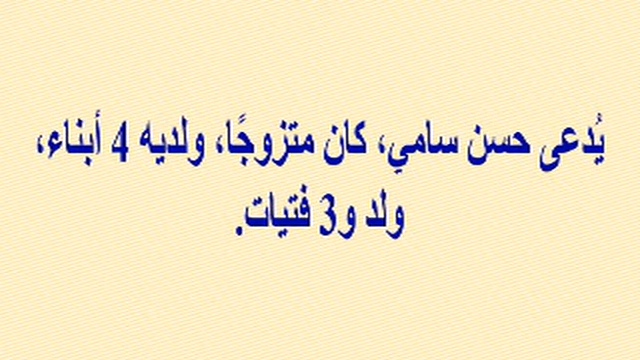 يُدعى حسن سامي، كان متزوجًا، ولديه 4 أبناء،
ولد و3 فتيات.